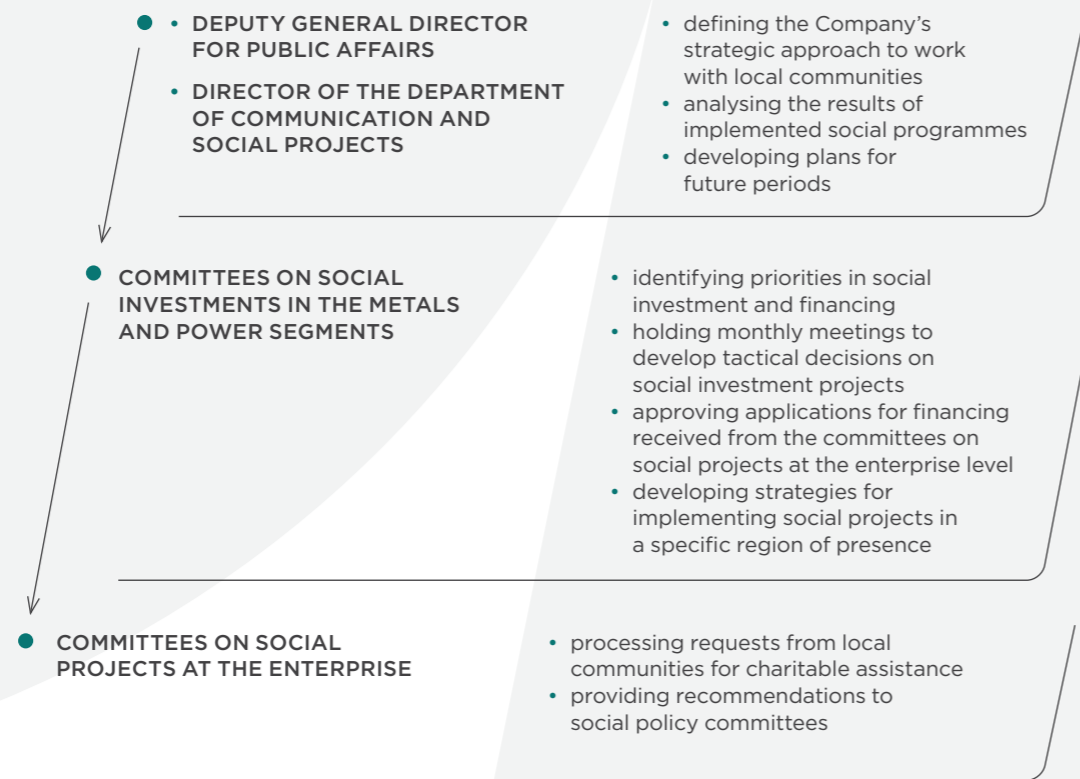 • DEPUTY GENERAL DIRECTOR
FOR PUBLIC AFFAIRS
• DIRECTOR OF THE DEPARTMENT
OF COMMUNICATION AND
SOCIAL PROJECTS
• defining the Company's
strategic approach to work
with local communities
• analysing the results of
implemented social programmes
• developing plans for
future periods
COMMITTEES ON SOCIAL
INVESTMENTS IN THE METALS
AND POWER SEGMENTS
• identifying priorities in social
investment and financing
• holding monthly meetings to
develop tactical decisions on
social investment projects
• approving applications for financing
received from the committees on
social projects at the enterprise level
• developing strategies for
implementing social projects in
a specific region of presence
COMMITTEES ON SOCIAL
PROJECTS AT THE ENTERPRISE
• processing requests from local
communities for charitable assistance
• providing recommendations to
social policy committees